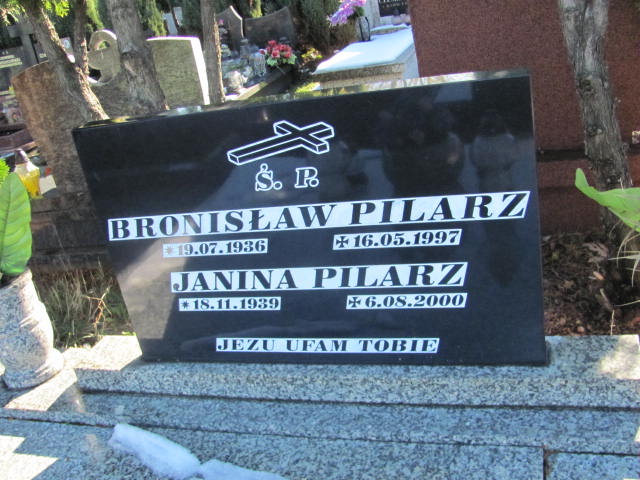 Ś. P.
BRONISŁAW PILARZ
*19.07.1936 ✠16.05.1997
JANINA PILARZ
*18.11.1939 ✠6.08.2000
JEZU UFAM TOBIE